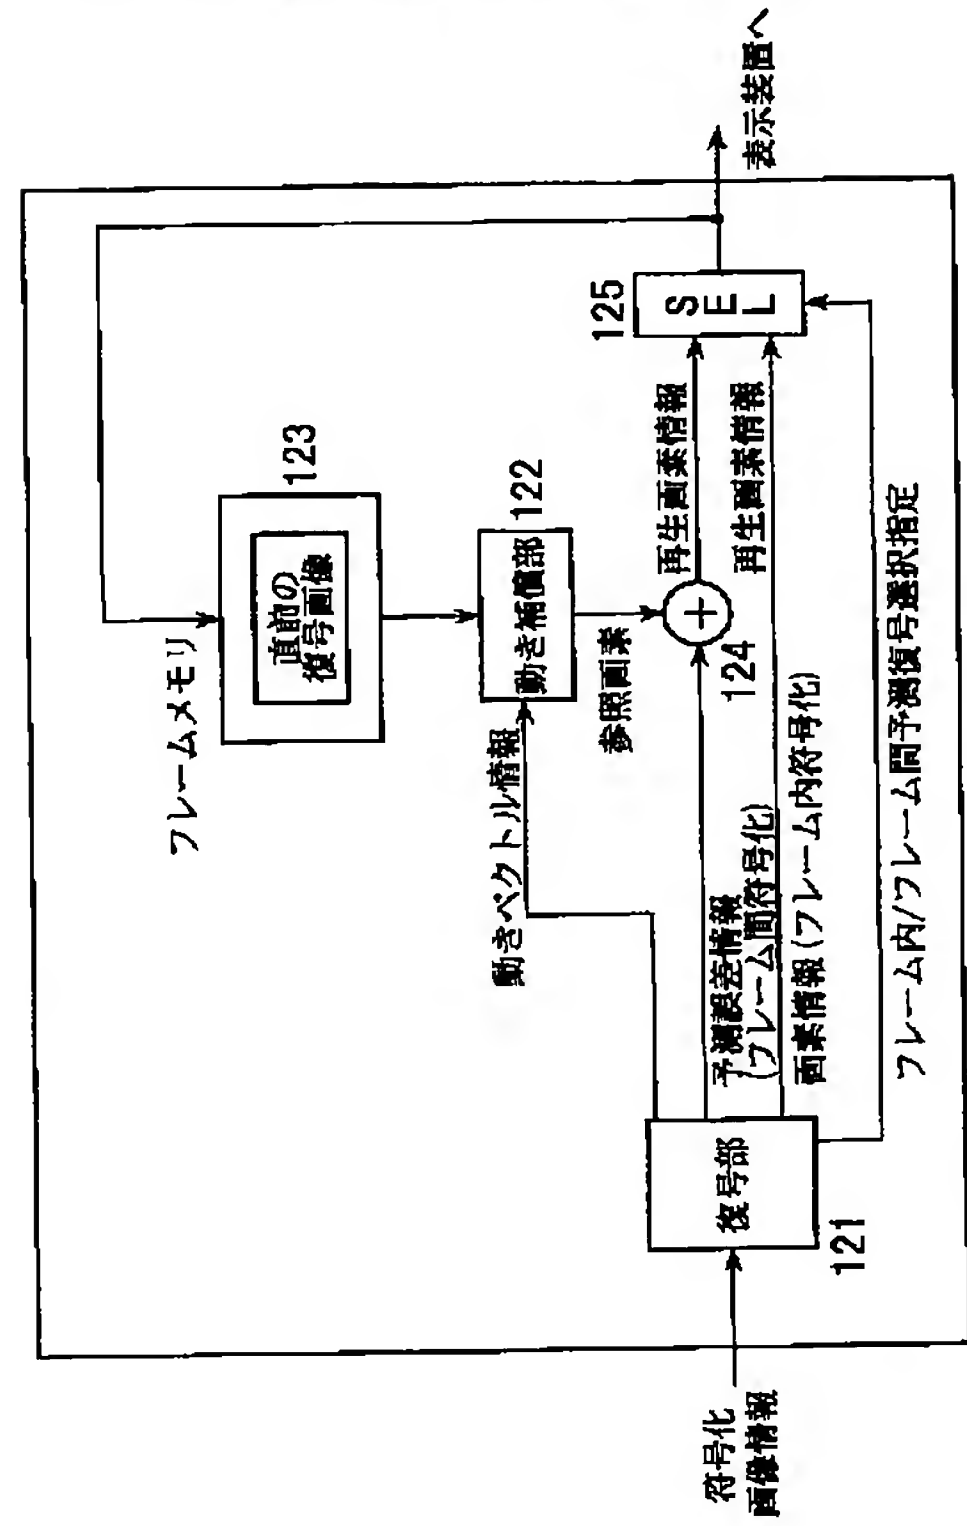 符号化
画像情報
復号部
121
動きベクトル情報
予測誤差情報
(フレーム間符号化)
画素情報(フレーム内符号化)
フレーム内/フレーム間予測復号選択指定
フレームメモリ
直前の
復号画像
123
動き補償部
122
参照画素
124
再生画素情報
再生画素情報
125
SEL
表示装置へ